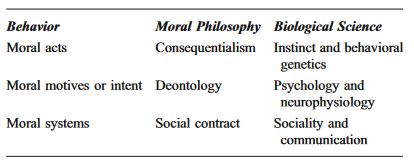 Behavior Moral Philosophy Biological Science
Moral acts Consequentialism Instinct and behavioral
genetics
Moral motives or intent Deontology Psychology and
neurophysiology
Moral systems Social contract Sociality and
communication